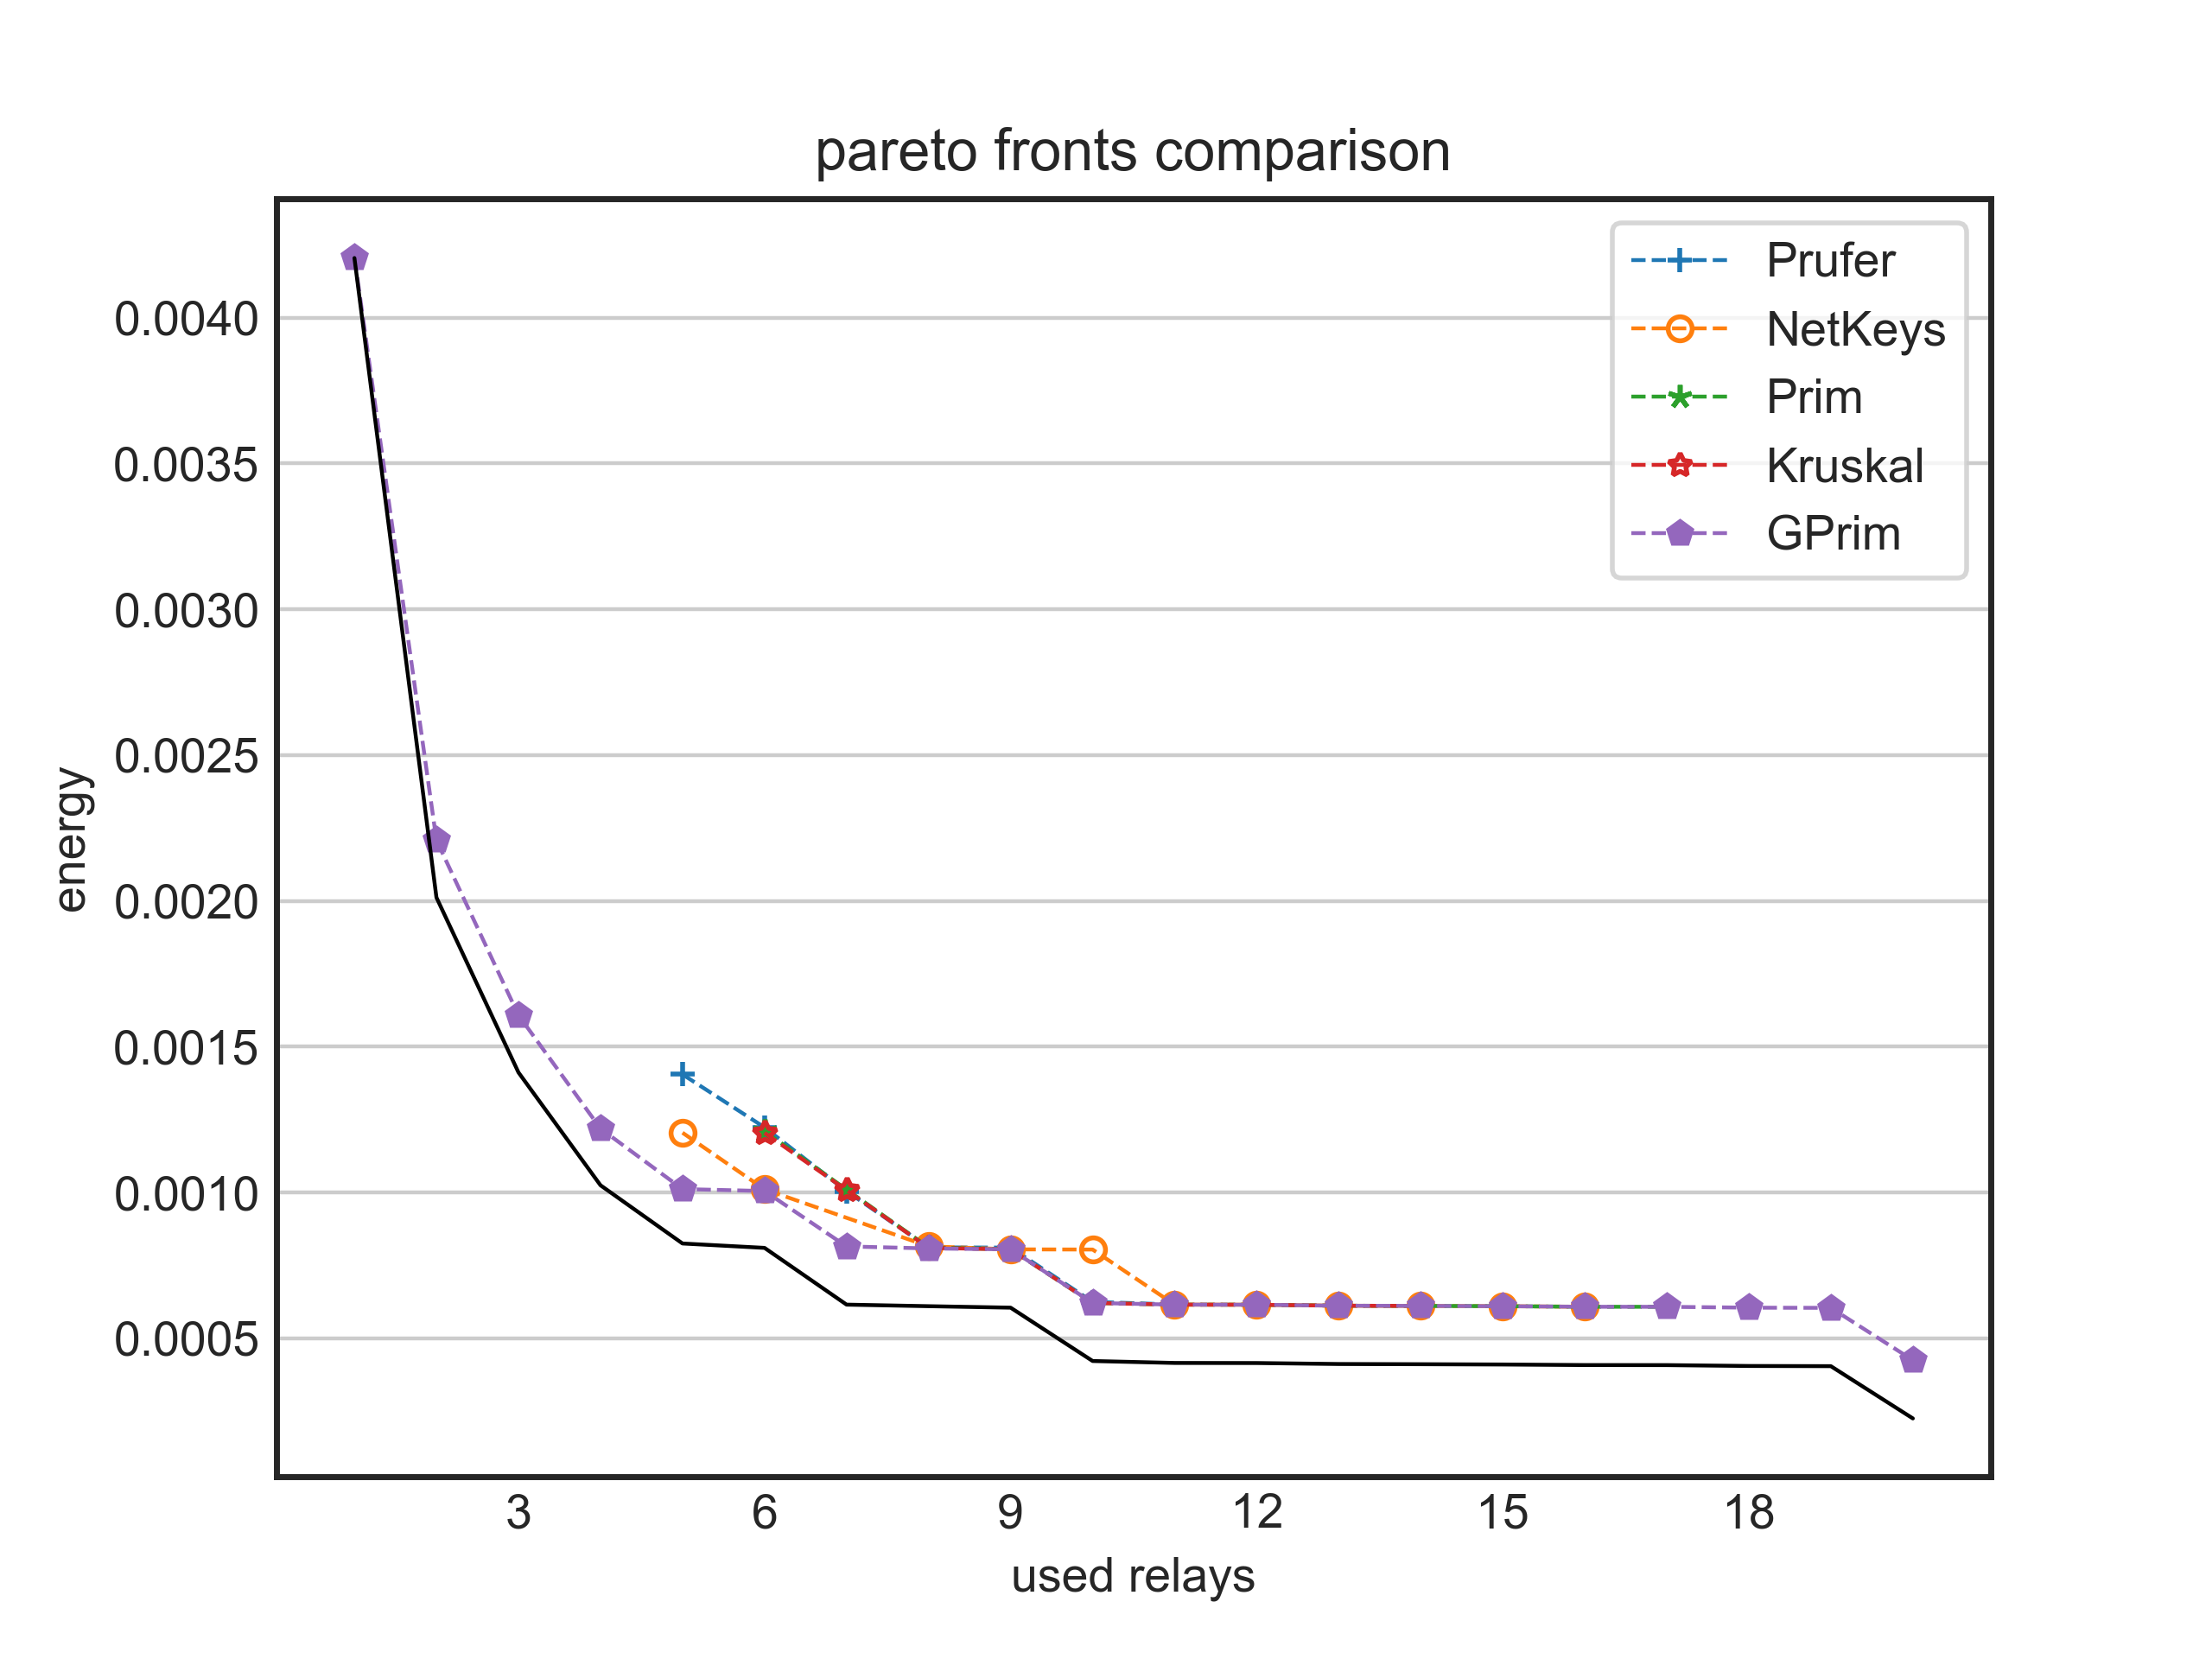 pareto fronts comparison
Prufer
NetKeys
Prim
Kruskal
GPrim
energy
0.0040
0.0035
0.0030
0.0025
0.0020
0.0015
0.0010
0.0005
3 6 9 12 15 18
used relays